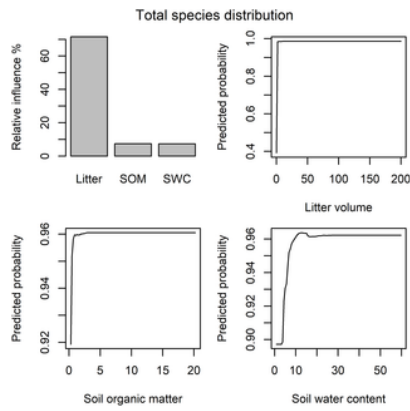 Total species distribution
Relative influence %
0
20
40
60
Litter SOM SWC
Predicted probability
0.4
0.6
0.8
1.0
0 50 100 150 200
Litter volume
Predicted probability
0.92
0.94
0.96
0 5 10 15 20
Soil organic matter
Predicted probability
0.90
0.92
0.94
0.96
0 10 30 50
Soil water content